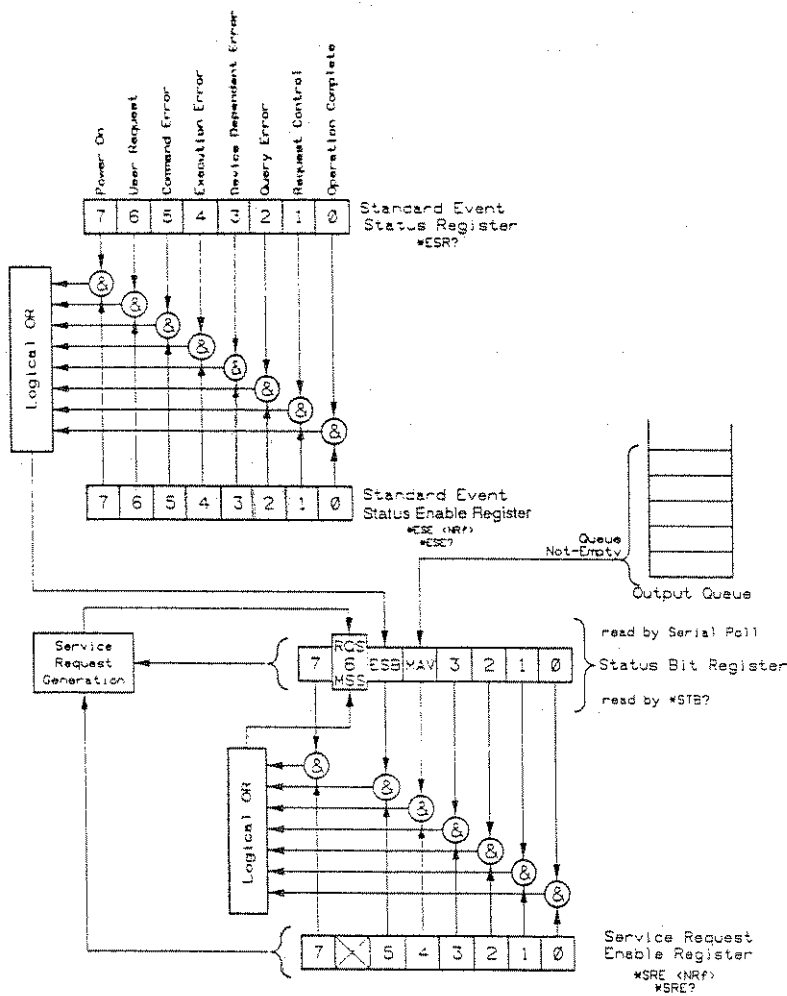 Power On
User Request
Command Error
Execution Error
Device Dependent Error
Query Error
Request Control
Operation Complete
7 6 5 4 3 2 1 0
Standard Event
Status Register
*ESR?
Logical OR
&
&
&
&
&
&
&
&
7 6 5 4 3 2 1 0
Standard Event
Status Enable Register
*ESE <NRf>
*ESE?
Queue
Not-Empty
Output Queue
Service
Request
Generation
RQS
7 6 ESB MAV 3 2 1 0
MSS
read by Serial Poll
Status Bit Register
read by *STB?
Logical OR
&
&
&
&
&
&
&
7 5 4 3 2 1 0
Service Request
Enable Register
*SRE <NRf>
*SRE?